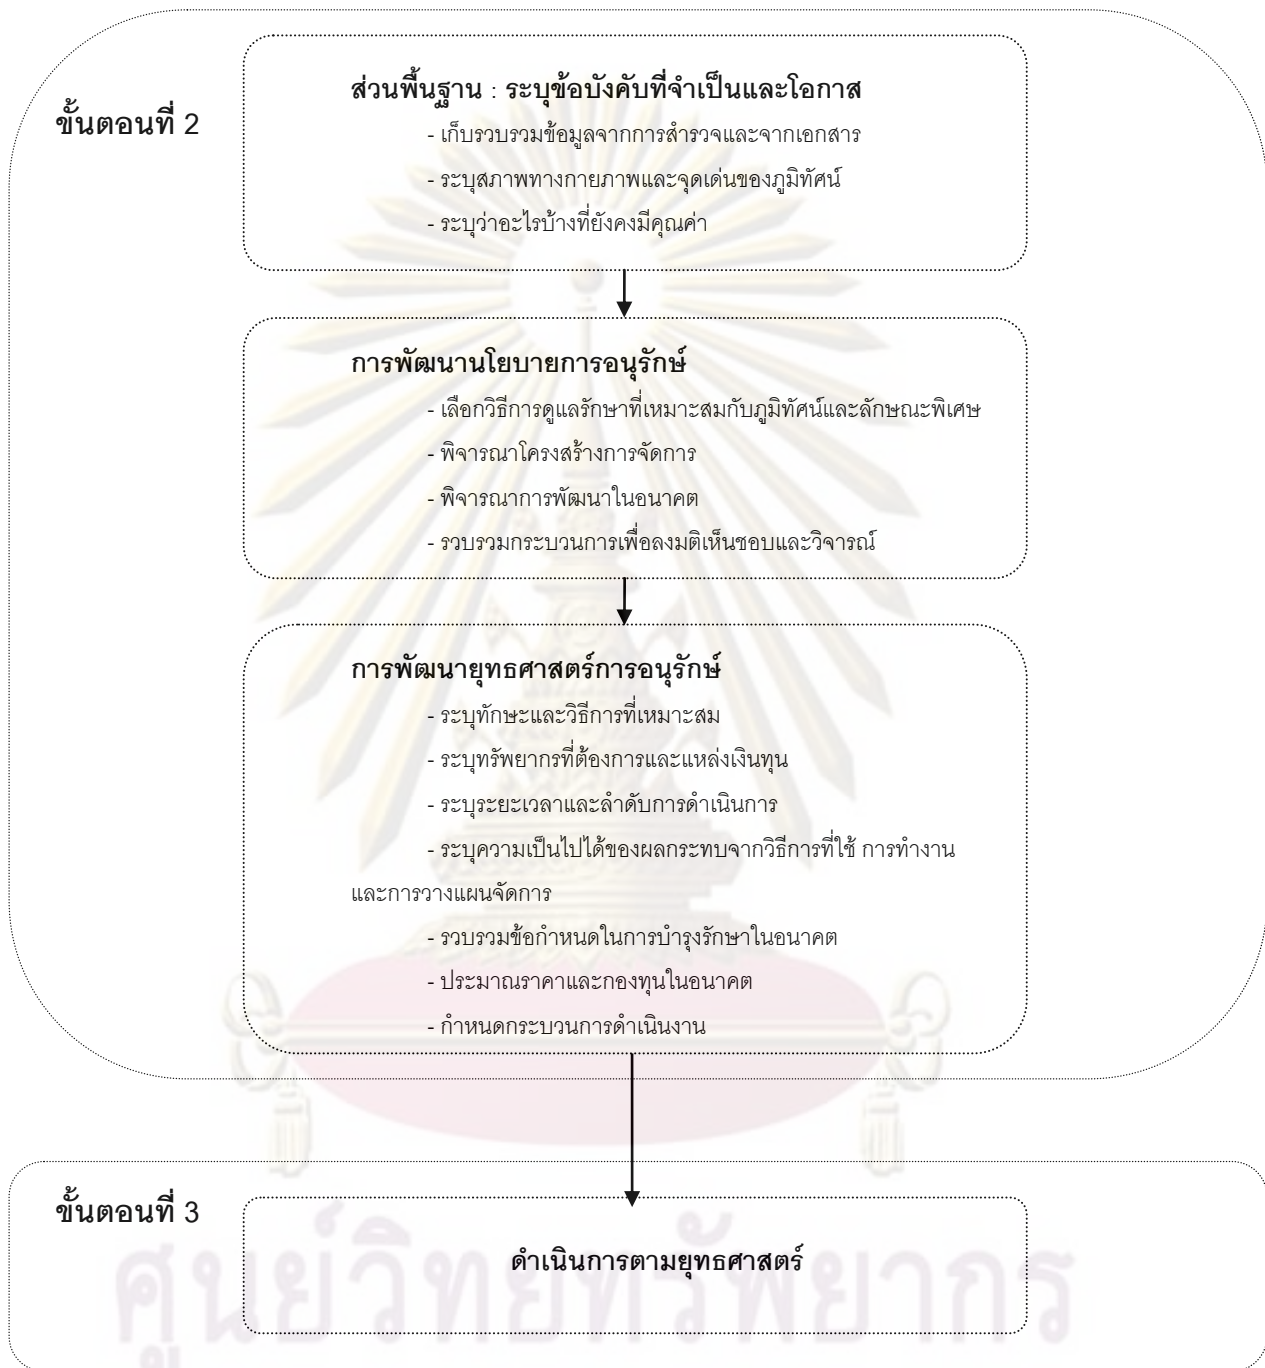 ขั้นตอนที่ 2
ส่วนพื้นฐาน : ระบุข้อบังคับที่จำเป็นและโอกาส
- เก็บรวบรวมข้อมูลจากการสำรวจและจากเอกสาร
- ระบุสภาพทางกายภาพและจุดเด่นของภูมิทัศน์
- ระบุว่าอะไรบ้างที่ยังคงมีคุณค่า
การพัฒนานโยบายการอนุรักษ์
- เลือกวิธีการดูแลรักษาที่เหมาะสมกับภูมิทัศน์และลักษณะพิเศษ
- พิจารณาโครงสร้างการจัดการ
- พิจารณาการพัฒนาในอนาคต
- รวบรวมกระบวนการเพื่อลงมติเห็นชอบและวิจารณ์
การพัฒนายุทธศาสตร์การอนุรักษ์
- ระบุทักษะและวิธีการที่เหมาะสม
- ระบุทรัพยากรที่ต้องการและแหล่งเงินทุน
- ระบุระยะเวลาและลำดับการดำเนินการ
- ระบุความเป็นไปได้ของผลกระทบจากวิธีการที่ใช้ การทำงาน
และการวางแผนจัดการ
- รวบรวมข้อกำหนดในการบำรุงรักษาในอนาคต
- ประมาณราคาและกองทุนในอนาคต
- กำหนดกระบวนการดำเนินงาน
ขั้นตอนที่ 3
ดำเนินการตามยุทธศาสตร์
ศูนย์วิทยทรัพยากร